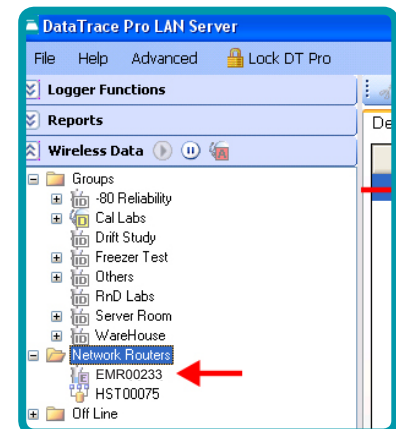 DataTrace Pro LAN Server
File Help Advanced Lock DT Pro
Logger Functions
Reports
De
Wireless Data
Groups
-80 Reliability
Cal Labs
Drift Study
Freezer Test
Others
RnD Labs
Server Room
WareHouse
Network Routers
EMR00233
HST00075
Off Line